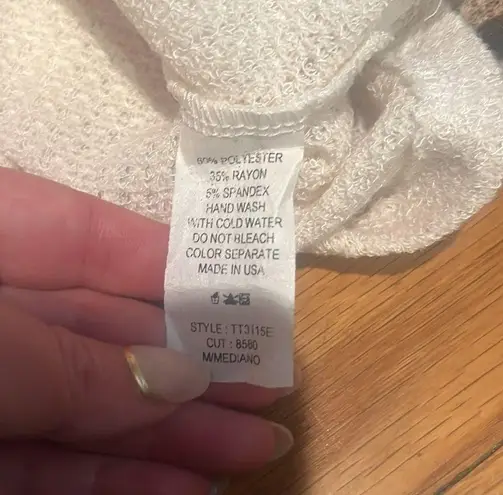 60% POLYESTER
35% RAYON
5% SPANDEX
HAND WASH
WITH COLD WATER
DO NOT BLEACH
COLOR SEPARATE
MADE IN USA
STYLE : TT3115E
CUT : 8580
M/MEDIANO